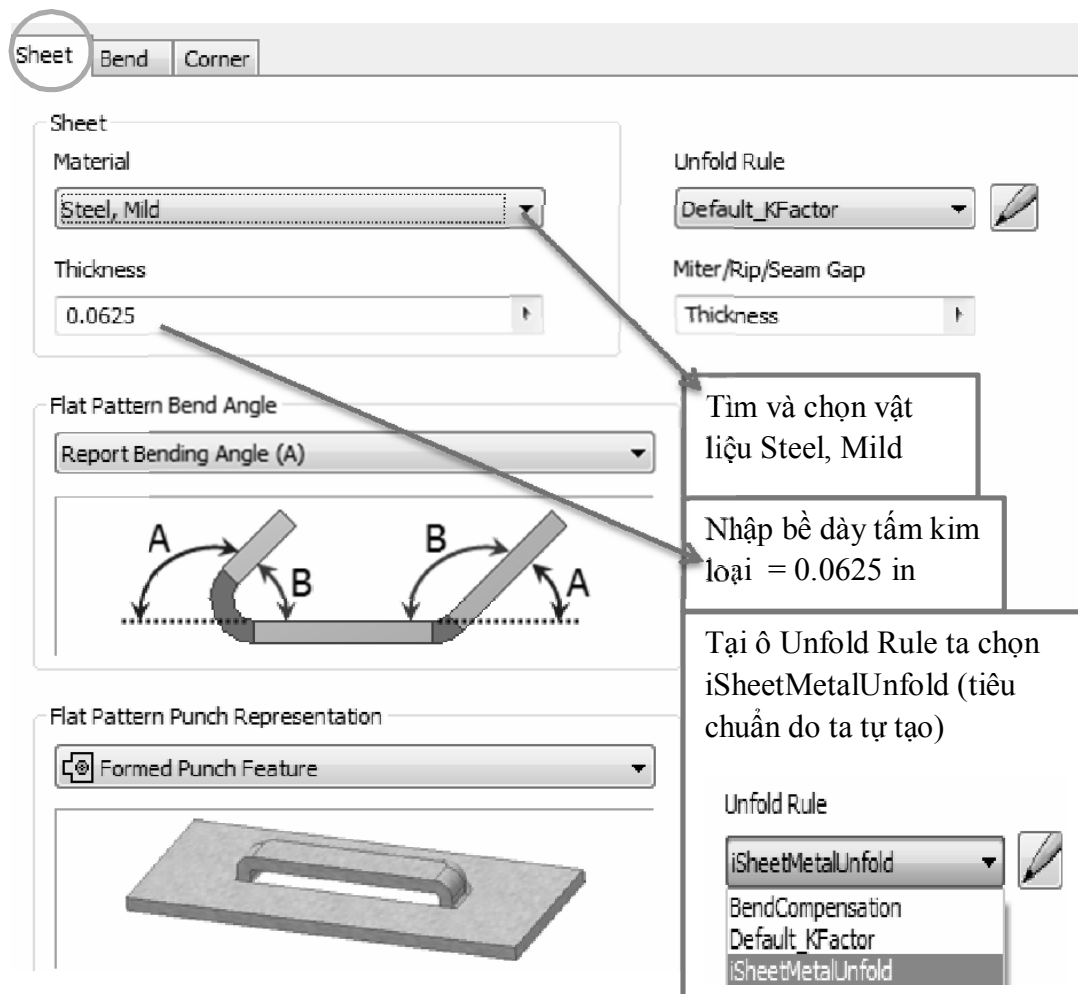 Sheet Bend Corner
Sheet
Material
Steel, Mild
Thickness
0.0625
Unfold Rule
Default_KFactor
Miter/Rip/Seam Gap
Thickness
Flat Pattern Bend Angle
Report Bending Angle (A)
A
B
B
A
Tìm và chọn vật
liệu Steel, Mild
Nhập bề dày tấm kim
loại = 0.0625 in
Tại ô Unfold Rule ta chọn
iSheetMetalUnfold (tiêu
chuẩn do ta tự tạo)
Flat Pattern Punch Representation
Formed Punch Feature
Unfold Rule
iSheetMetalUnfold
BendCompensation
Default_KFactor
iSheetMetalUnfold